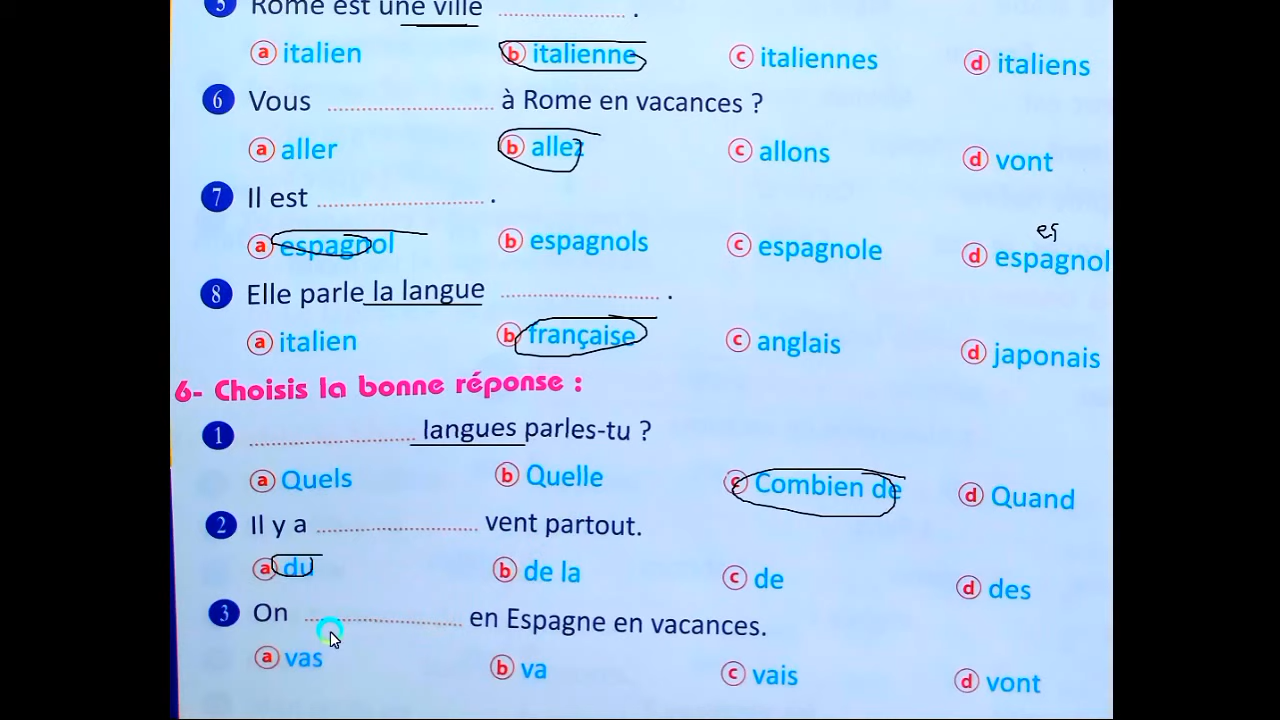 5 Rome est une ville .................... .
a italien b italienne c italiennes d italiens
6 Vous .......................... à Rome en vacances ?
a aller b allez c allons d vont
7 Il est .......................... .
es
a espagnol b espagnols c espagnole d espagnol
8 Elle parle la langue ......................... .
a italien b française c anglais d japonais
6- Choisis la bonne réponse :
1 .......................... langues parles-tu ?
a Quels b Quelle c Combien de d Quand
2 Il y a ......................... vent partout.
a du b de la c de d des
3 On ......................... en Espagne en vacances.
a vas b va c vais d vont